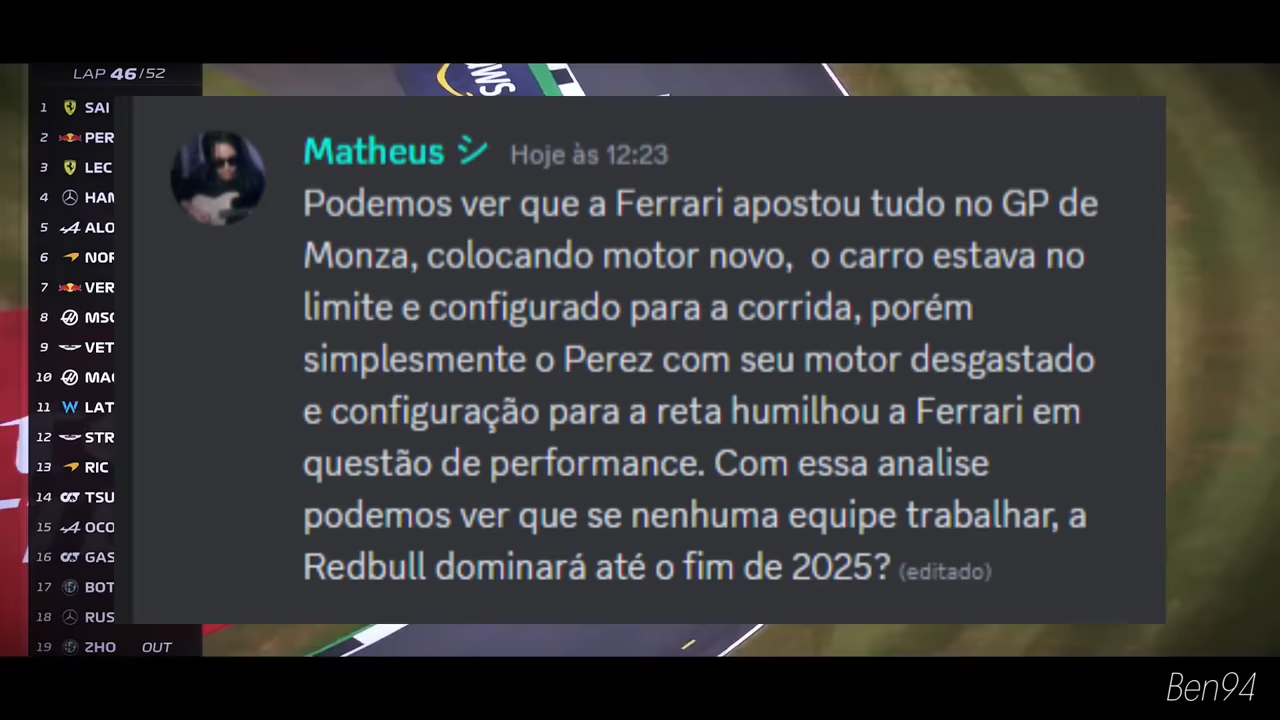 LAP 46/52
AWS
1 SAI
2 PER
3 LEC
4 HAM
5 ALO
6 NOR
7 VER
8 MSC
9 VET
10 MAG
11 LAT
12 STR
13 RIC
14 TSU
15 OCO
16 GAS
17 BOT
18 RUS
19 ZHO OUT
Matheus シ Hoje às 12:23
Podemos ver que a Ferrari apostou tudo no GP de
Monza, colocando motor novo, o carro estava no
limite e configurado para a corrida, porém
simplesmente o Perez com seu motor desgastado
e configuração para a reta humilhou a Ferrari em
questão de performance. Com essa analise
podemos ver que se nenhuma equipe trabalhar, a
Redbull dominará até o fim de 2025? (editado)
Ben94